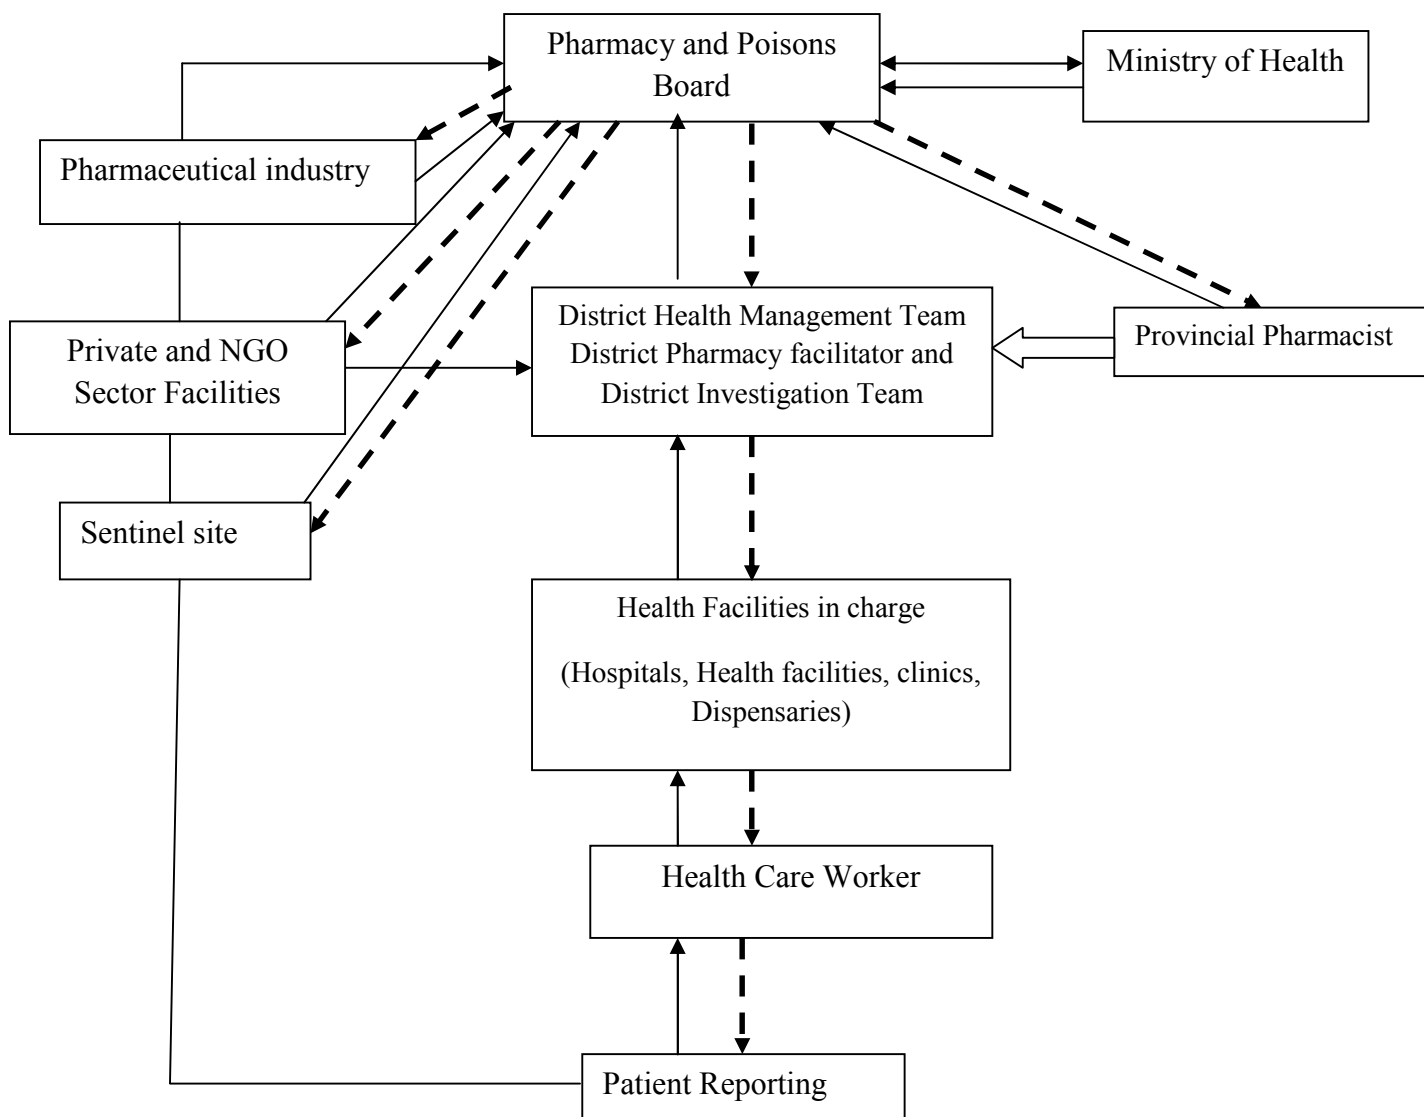 Pharmacy and Poisons
Board
Ministry of Health
Pharmaceutical industry
District Health Management Team
District Pharmacy facilitator and
District Investigation Team
Provincial Pharmacist
Private and NGO
Sector Facilities
Sentinel site
Health Facilities in charge
(Hospitals, Health facilities, clinics,
Dispensaries)
Health Care Worker
Patient Reporting